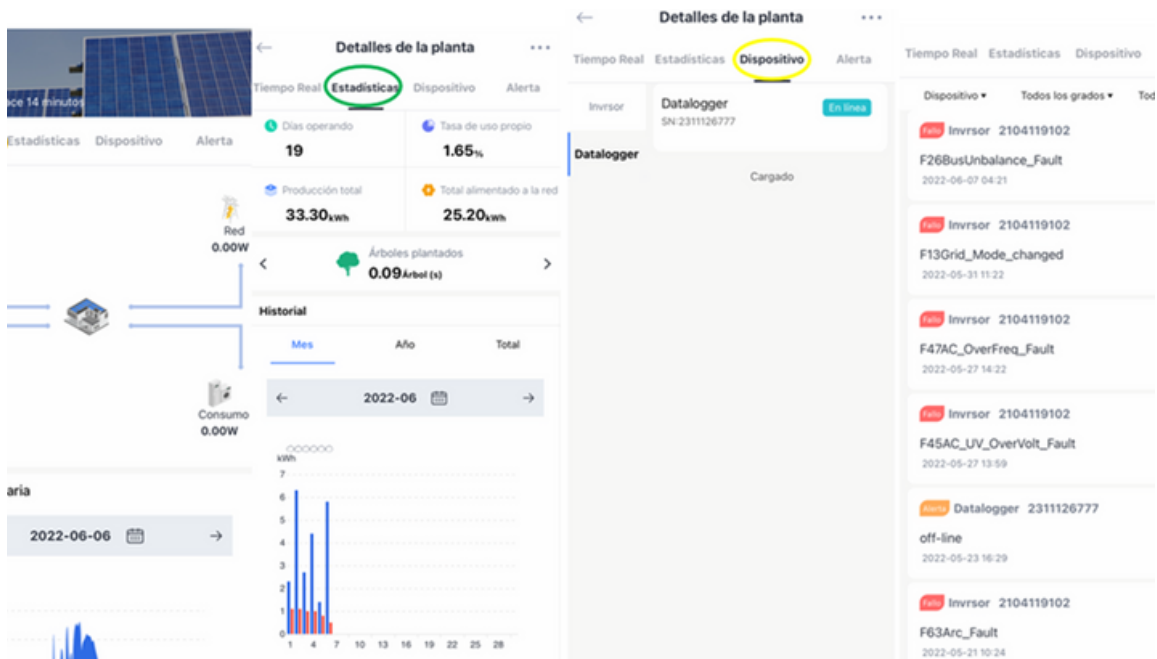 ace 14 minutos
Estadísticas Dispositivo Alerta
Red
0.00W
Consumo
0.00W
aria
2022-06-06 →
← Detalles de la planta ...
Tiempo Real Estadísticas Dispositivo Alerta
Días operando
19
Tasa de uso propio
1.65%
Producción total
33.30kWh
Total alimentado a la red
25.20kWh
Árboles plantados
0.09Árbol (s)
Historial
Mes Año Total
← 2022-06 →
kWh
7
6
5
4
3
2
1
0
1 4 7 10 13 16 19 22 25 28
← Detalles de la planta ...
Tiempo Real Estadísticas Dispositivo Alerta
Invrsor
Datalogger
Datalogger En línea
SN:2311126777
Cargado
Tiempo Real Estadísticas Dispositivo
Dispositivo ▾ Todos los grados ▾ Tod
Fallo Invrsor 2104119102
F26BusUnbalance_Fault
2022-06-07 04:21
Fallo Invrsor 2104119102
F13Grid_Mode_changed
2022-05-31 11:22
Fallo Invrsor 2104119102
F47AC_OverFreq_Fault
2022-05-27 14:22
Fallo Invrsor 2104119102
F45AC_UV_OverVolt_Fault
2022-05-27 13:59
Alerta Datalogger 2311126777
off-line
2022-05-23 16:29
Fallo Invrsor 2104119102
F63Arc_Fault
2022-05-21 10:24